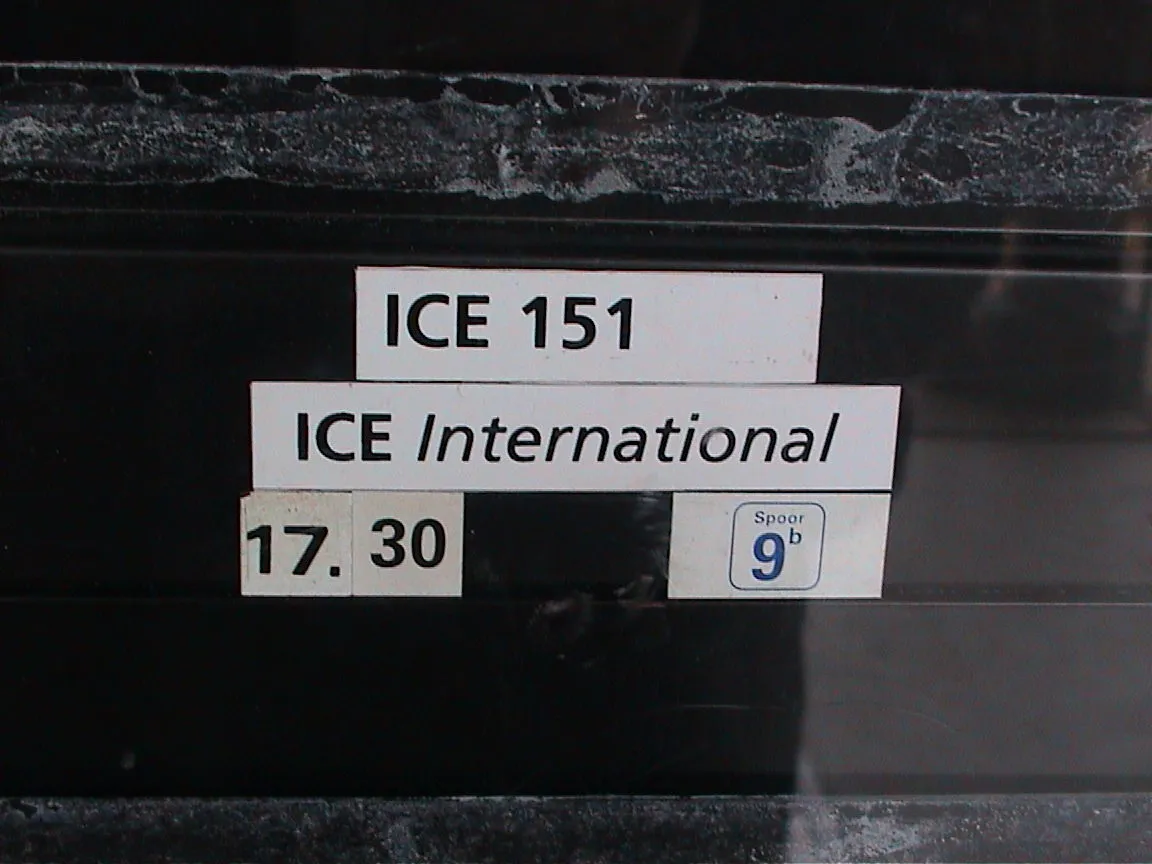 ICE 151
ICE International
17. 30
Spoor
9b